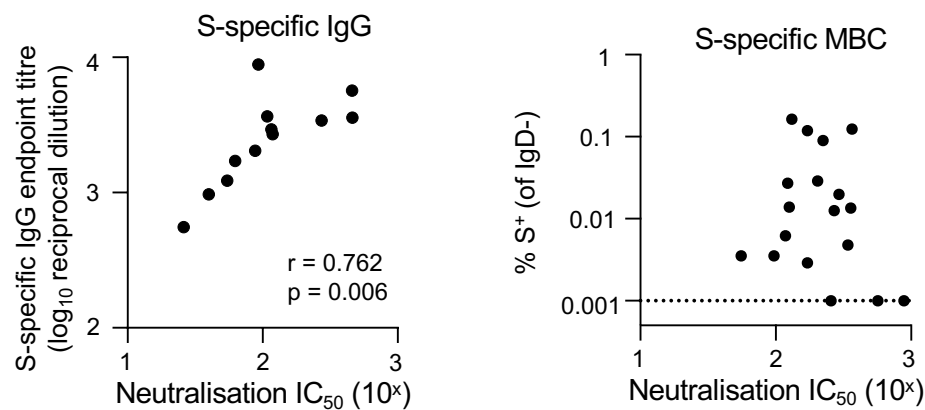 S-specific IgG
S-specific IgG endpoint titre
(log₁₀ reciprocal dilution)
4
3
2
r = 0.762
p = 0.006
1 2 3
Neutralisation IC₅₀ (10ˣ)
S-specific MBC
% S⁺ (of IgD-)
1
0.1
0.01
0.001
1 2 3
Neutralisation IC₅₀ (10ˣ)